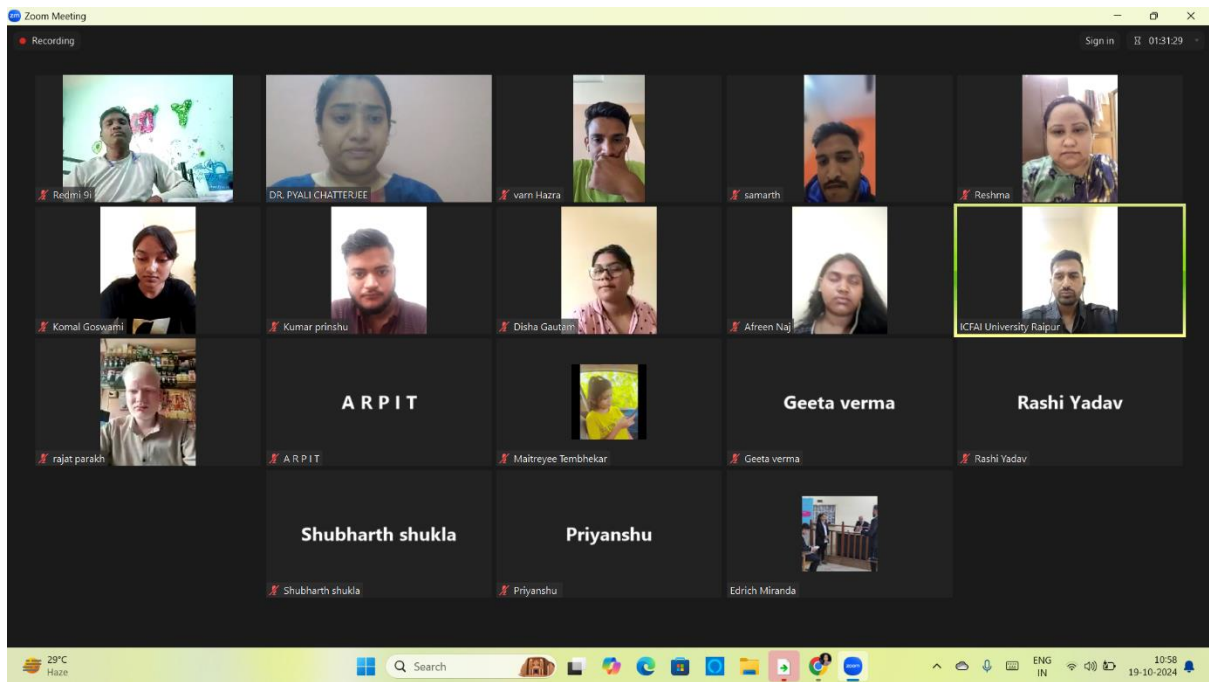 zm Zoom Meeting
Recording
Sign in 01:31:29
Redmi 9i
DR. PYALI CHATTERJEE
varn Hazra
samarth
Reshma
Komal Goswami
Kumar prinshu
Disha Gautam
Afreen Naj
ICFAI University Raipur
rajat parakh
A R P I T
A R P I T
Maitreyee Tembhekar
Geeta verma
Geeta verma
Rashi Yadav
Rashi Yadav
Shubharth shukla
Shubharth shukla
Priyanshu
Priyanshu
Edrich Miranda
29°C
Haze
Search
zoom
ENG
IN
10:58
19-10-2024